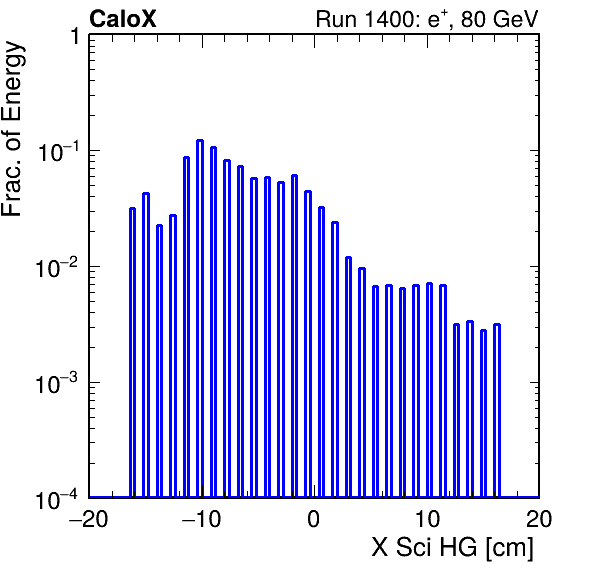 CaloX Run 1400: e⁺, 80 GeV
Frac. of Energy
1
10⁻¹
10⁻²
10⁻³
10⁻⁴
−20 −10 0 10 20
X Sci HG [cm]